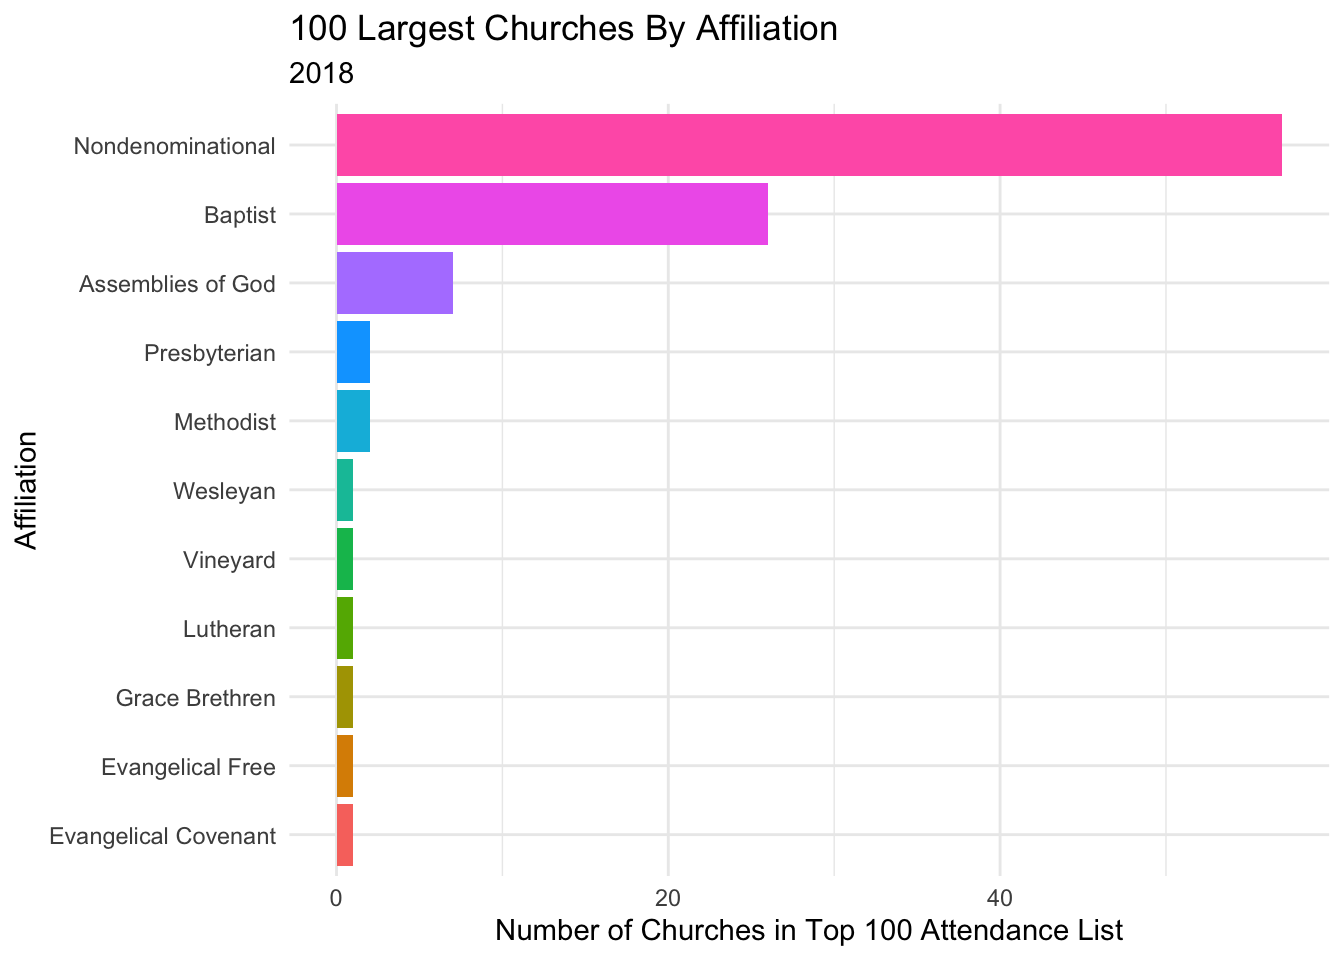 100 Largest Churches By Affiliation
2018
Nondenominational
Baptist
Assemblies of God
Presbyterian
Methodist
Wesleyan
Vineyard
Lutheran
Grace Brethren
Evangelical Free
Evangelical Covenant
Affiliation
0 20 40
Number of Churches in Top 100 Attendance List